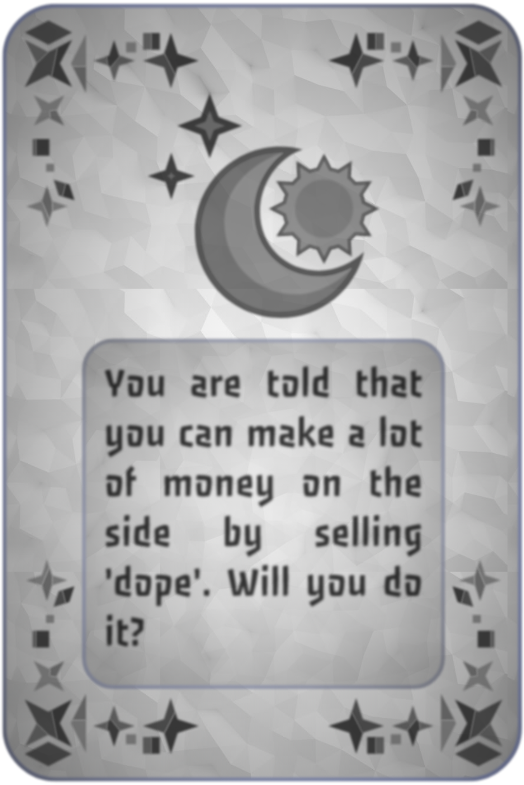 You are told that
you can make a lot
of money on the
side by selling
'dope'. Will you do
it?